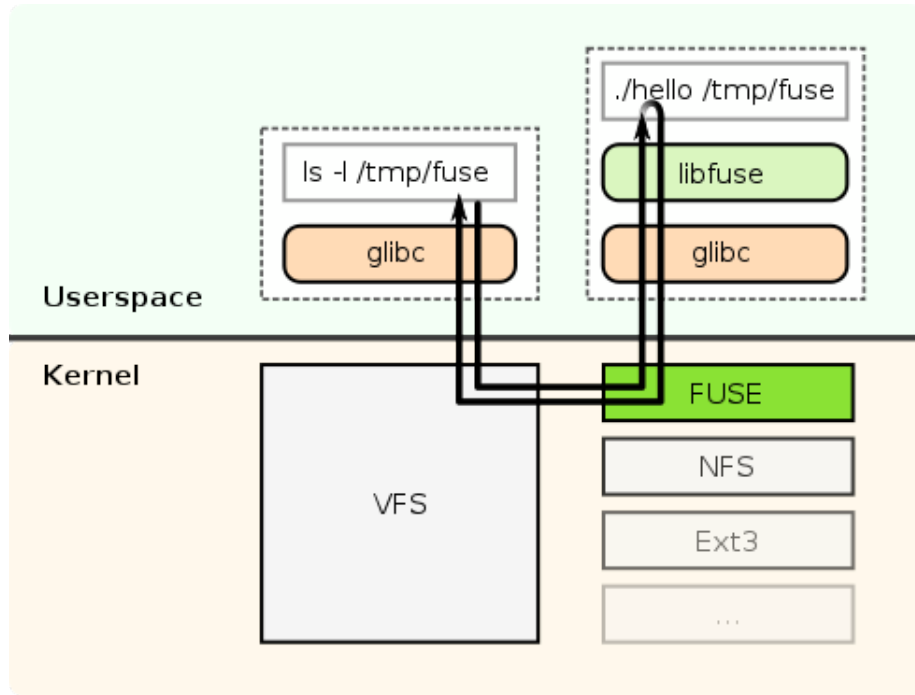 ./hello /tmp/fuse
ls -l /tmp/fuse
libfuse
glibc
glibc
Userspace
Kernel
FUSE
NFS
VFS
Ext3
...